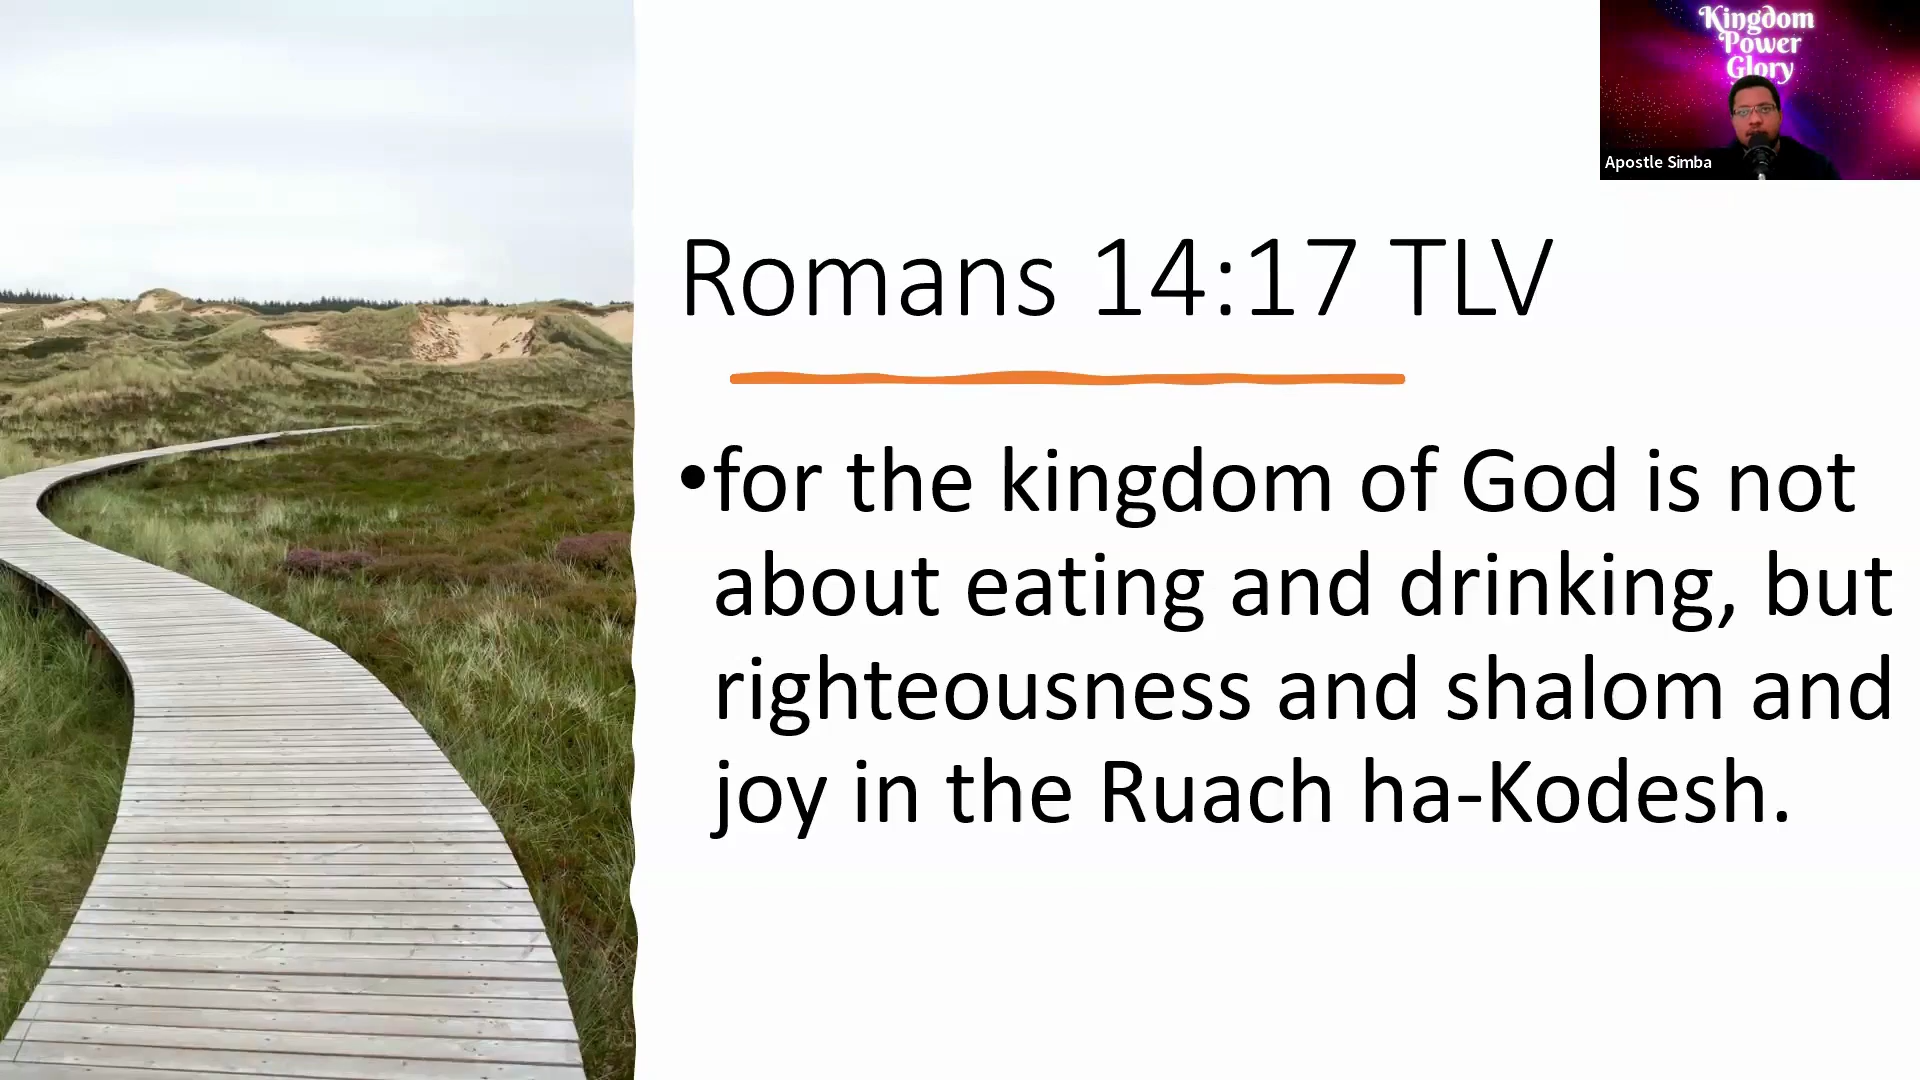 Kingdom
Power
Glory
Apostle Simba
Romans 14:17 TLV
•for the kingdom of God is not
about eating and drinking, but
righteousness and shalom and
joy in the Ruach ha-Kodesh.